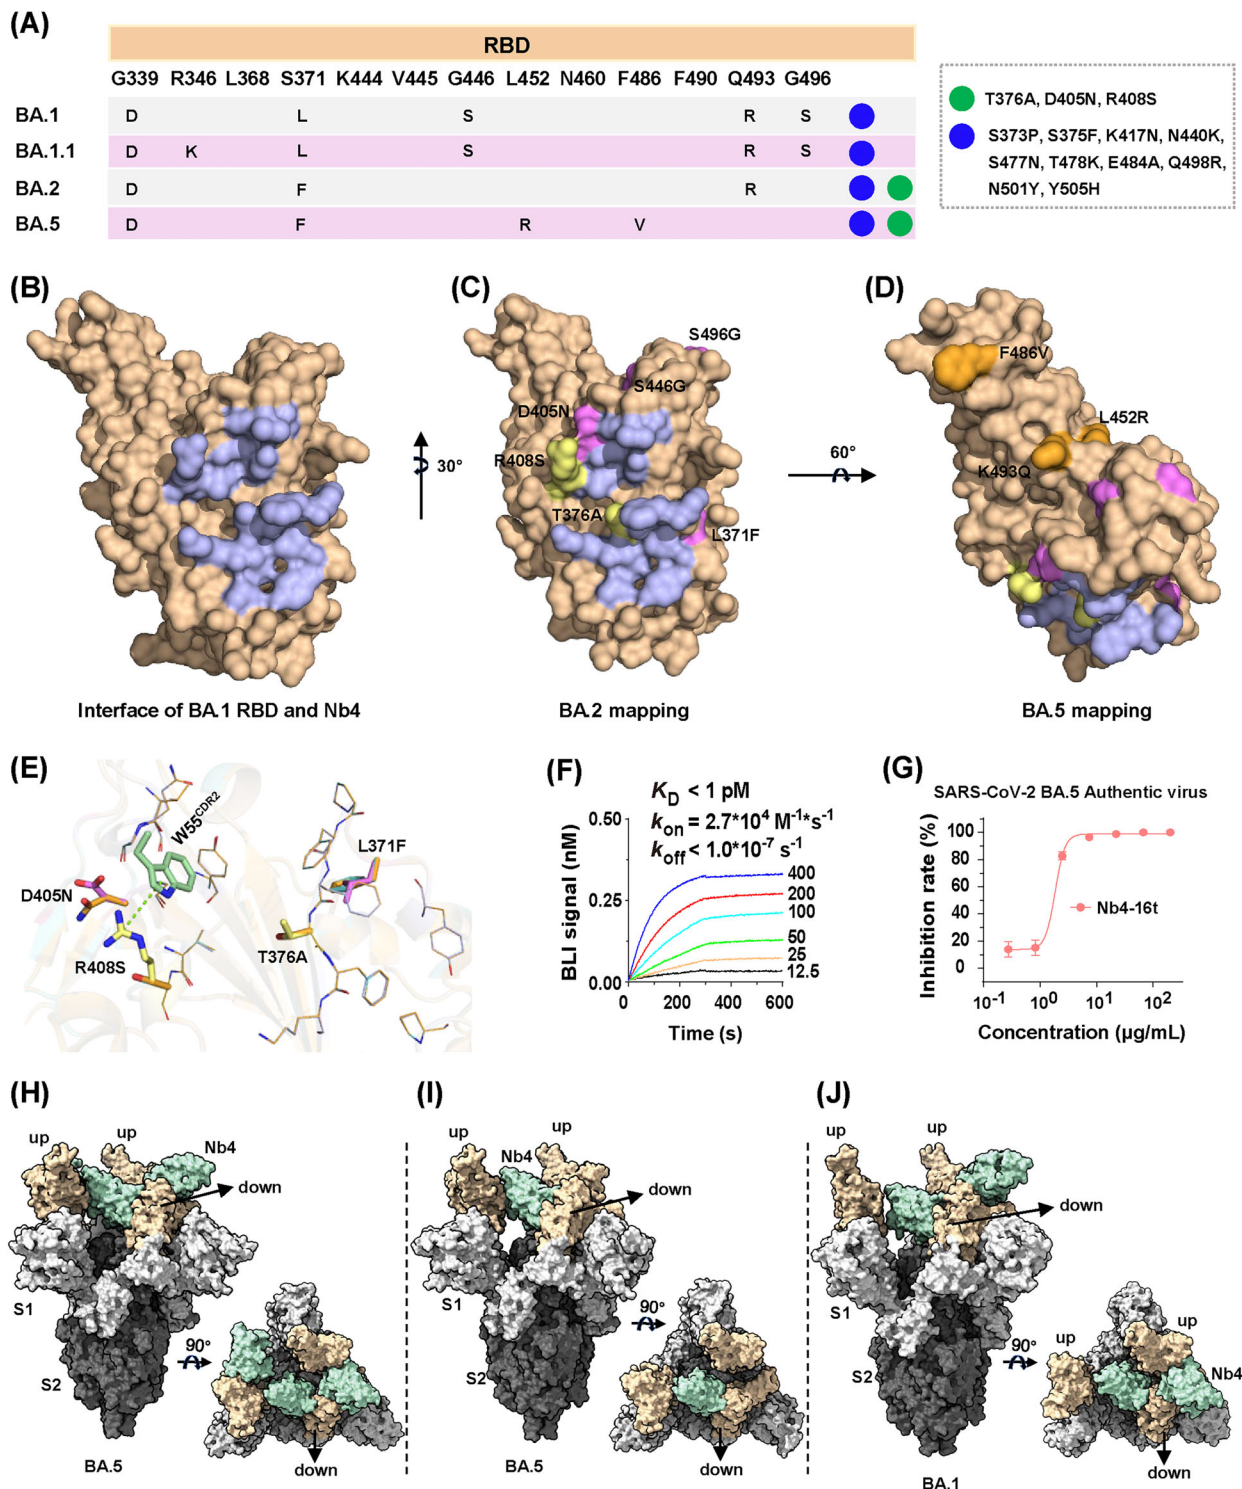 (A)
RBD
G339 R346 L368 S371 K444 V445 G446 L452 N460 F486 F490 Q493 G496
BA.1 D L S R S
BA.1.1 D K L S R S
BA.2 D F R
BA.5 D F R V
T376A, D405N, R408S
S373P, S375F, K417N, N440K,
S477N, T478K, E484A, Q498R,
N501Y, Y505H
(B)
Interface of BA.1 RBD and Nb4
30°
(C)
S496G
S446G
D405N
R408S
T376A
L371F
BA.2 mapping
60°
(D)
F486V
L452R
K493Q
BA.5 mapping
(E)
W55CDR2
L371F
D405N
R408S
T376A
(F)
KD < 1 pM
kon = 2.7*10⁴ M⁻¹*s⁻¹
koff < 1.0*10⁻⁷ s⁻¹
BLI signal (nM)
0.50
0.25
0.00
400
200
100
50
25
12.5
0 200 400 600
Time (s)
(G)
SARS-CoV-2 BA.5 Authentic virus
Inhibition rate (%)
100
80
60
40
20
0
Nb4-16t
10⁻¹ 10⁰ 10¹ 10²
Concentration (µg/mL)
(H)
up
up
Nb4
down
S1
S2
90°
down
BA.5
(I)
up
up
Nb4
down
S1
S2
90°
down
BA.5
(J)
up
up
down
S1
S2
90°
up
up
Nb4
down
BA.1